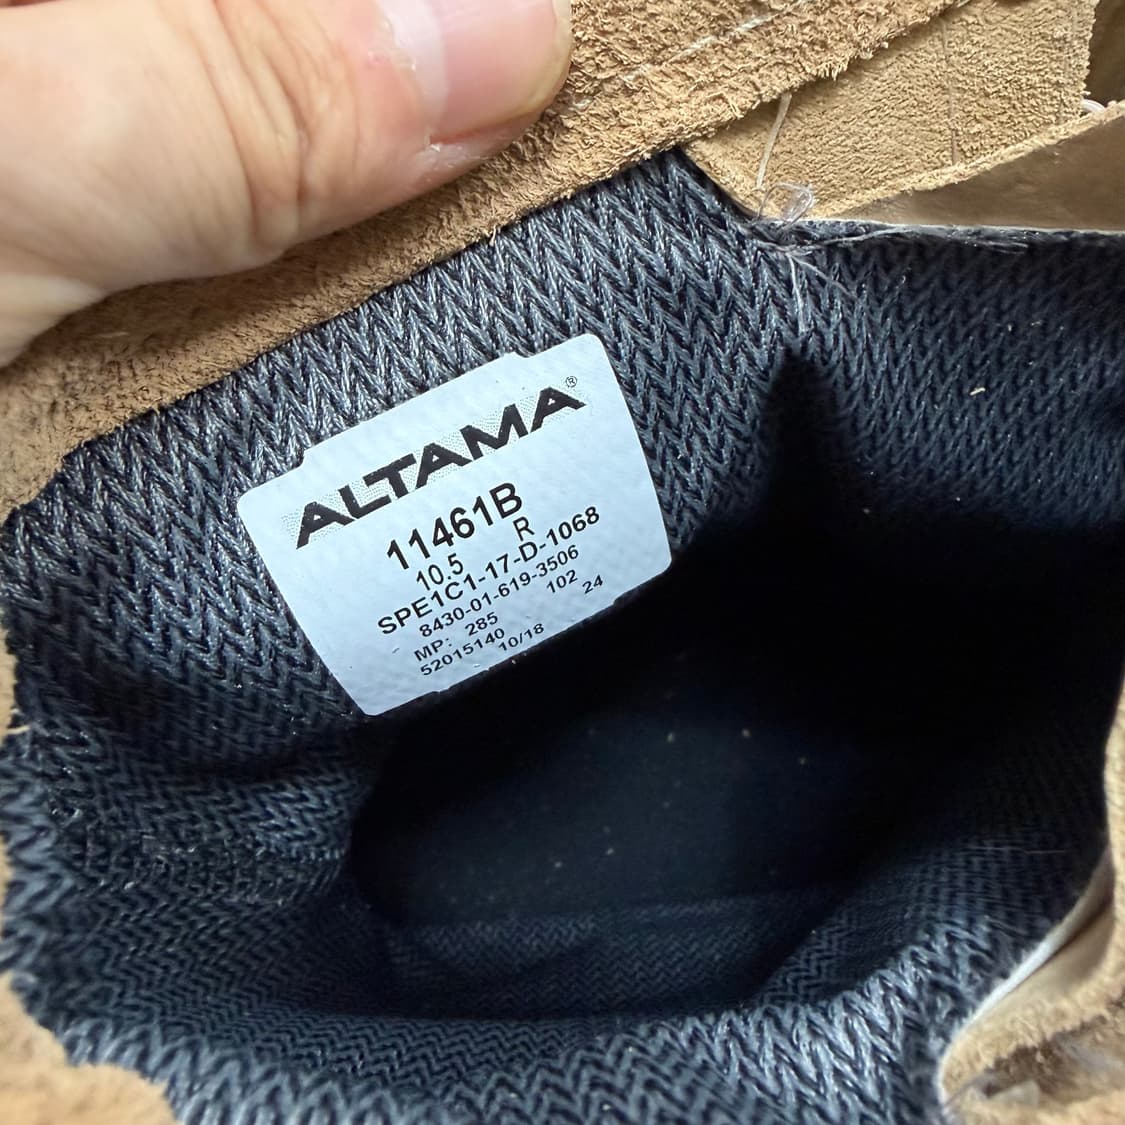 ALTAMA®
11461B
10.5 R
SPE1C1-17-D-1068
8430-01-619-3506
MP: 285 102 24
52015140 10/18